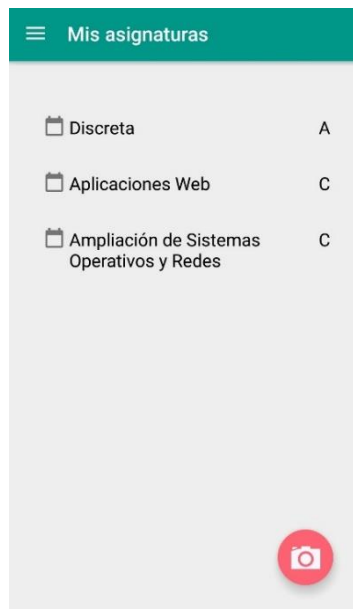 Mis asignaturas
Discreta A
Aplicaciones Web C
Ampliación de Sistemas C
Operativos y Redes